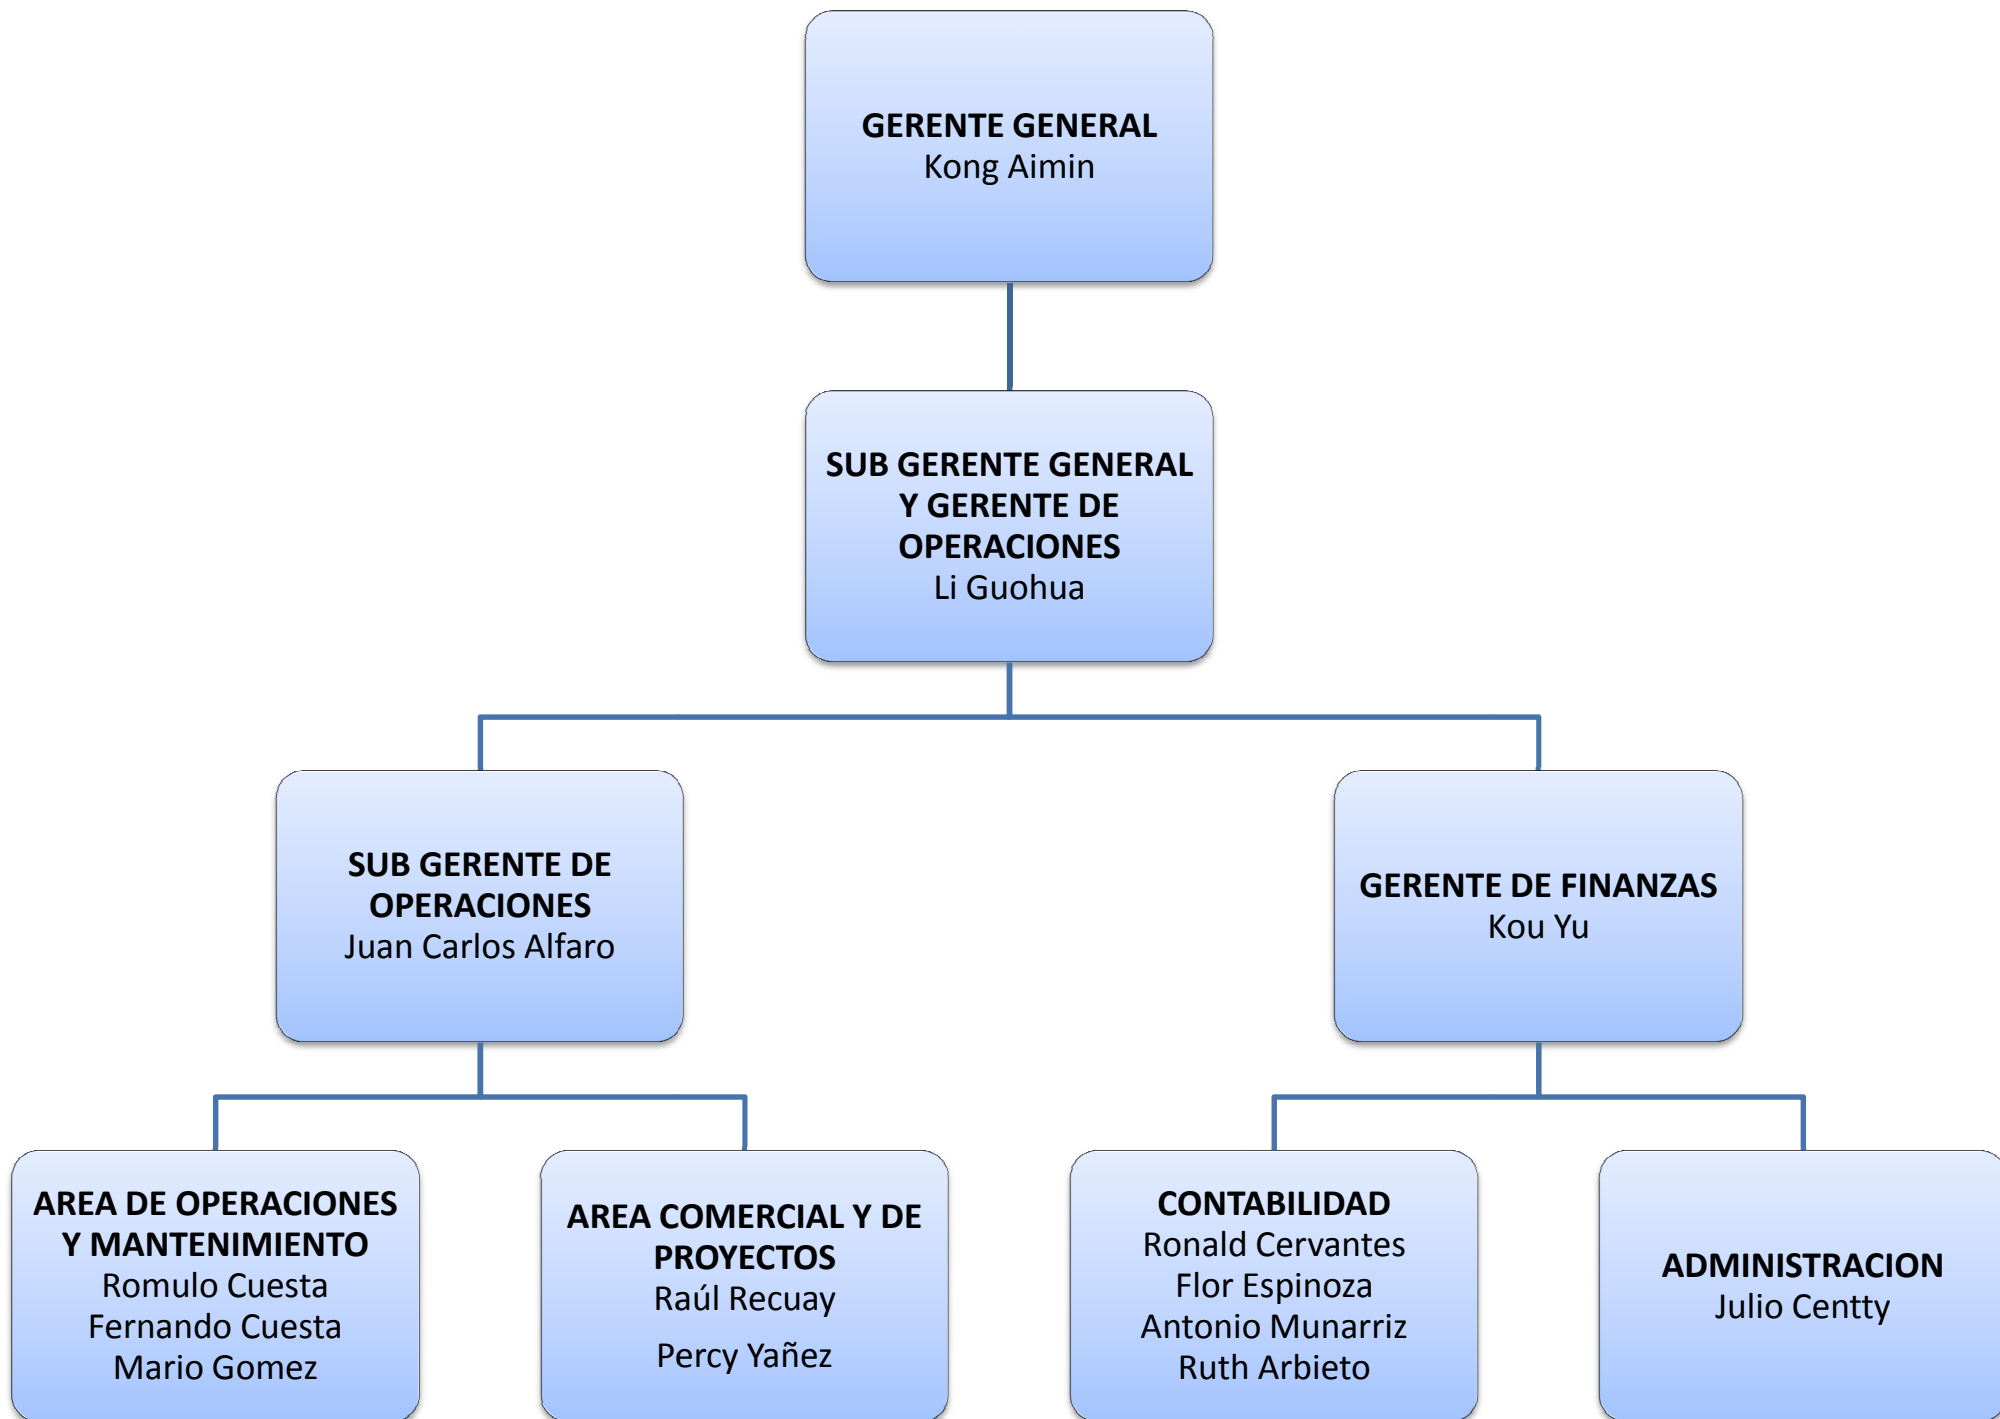 GERENTE GENERAL
Kong Aimin
SUB GERENTE GENERAL
Y GERENTE DE
OPERACIONES
Li Guohua
SUB GERENTE DE
OPERACIONES
Juan Carlos Alfaro
GERENTE DE FINANZAS
Kou Yu
AREA DE OPERACIONES
Y MANTENIMIENTO
Romulo Cuesta
Fernando Cuesta
Mario Gomez
AREA COMERCIAL Y DE
PROYECTOS
Raúl Recuay
Percy Yañez
CONTABILIDAD
Ronald Cervantes
Flor Espinoza
Antonio Munarriz
Ruth Arbieto
ADMINISTRACION
Julio Centty